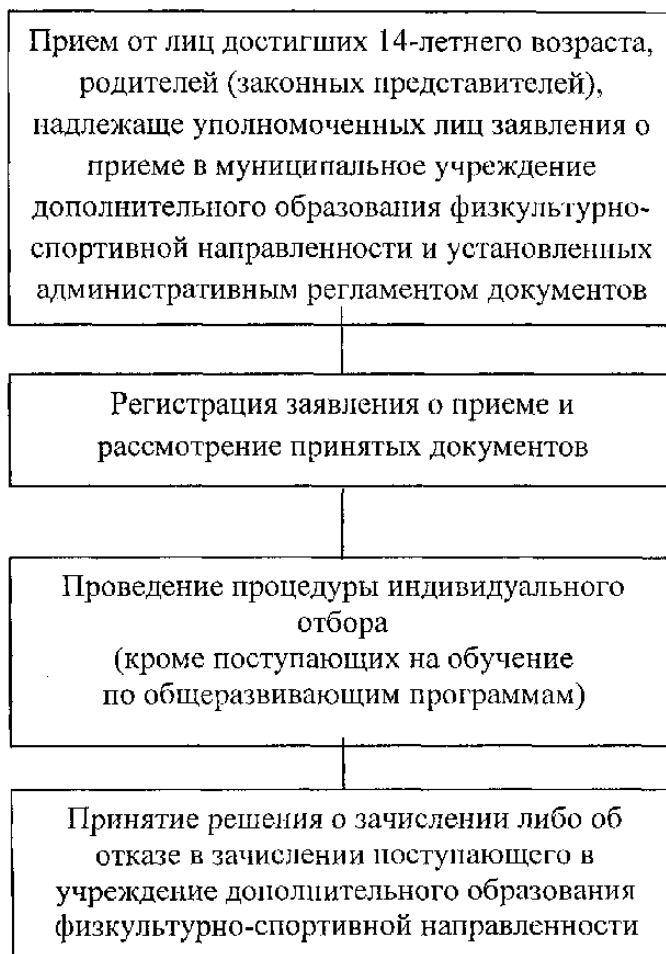 Прием от лиц достигших 14-летнего возраста,
родителей (законных представителей),
надлежаще уполномоченных лиц заявления о
приеме в муниципальное учреждение
дополнительного образования физкультурно-
спортивной направленности и установленных
административным регламентом документов
Регистрация заявления о приеме и
рассмотрение принятых документов
Проведение процедуры индивидуального
отбора
(кроме поступающих на обучение
по общеразвивающим программам)
Принятие решения о зачислении либо об
отказе в зачислении поступающего в
учреждение дополнительного образования
физкультурно-спортивной направленности